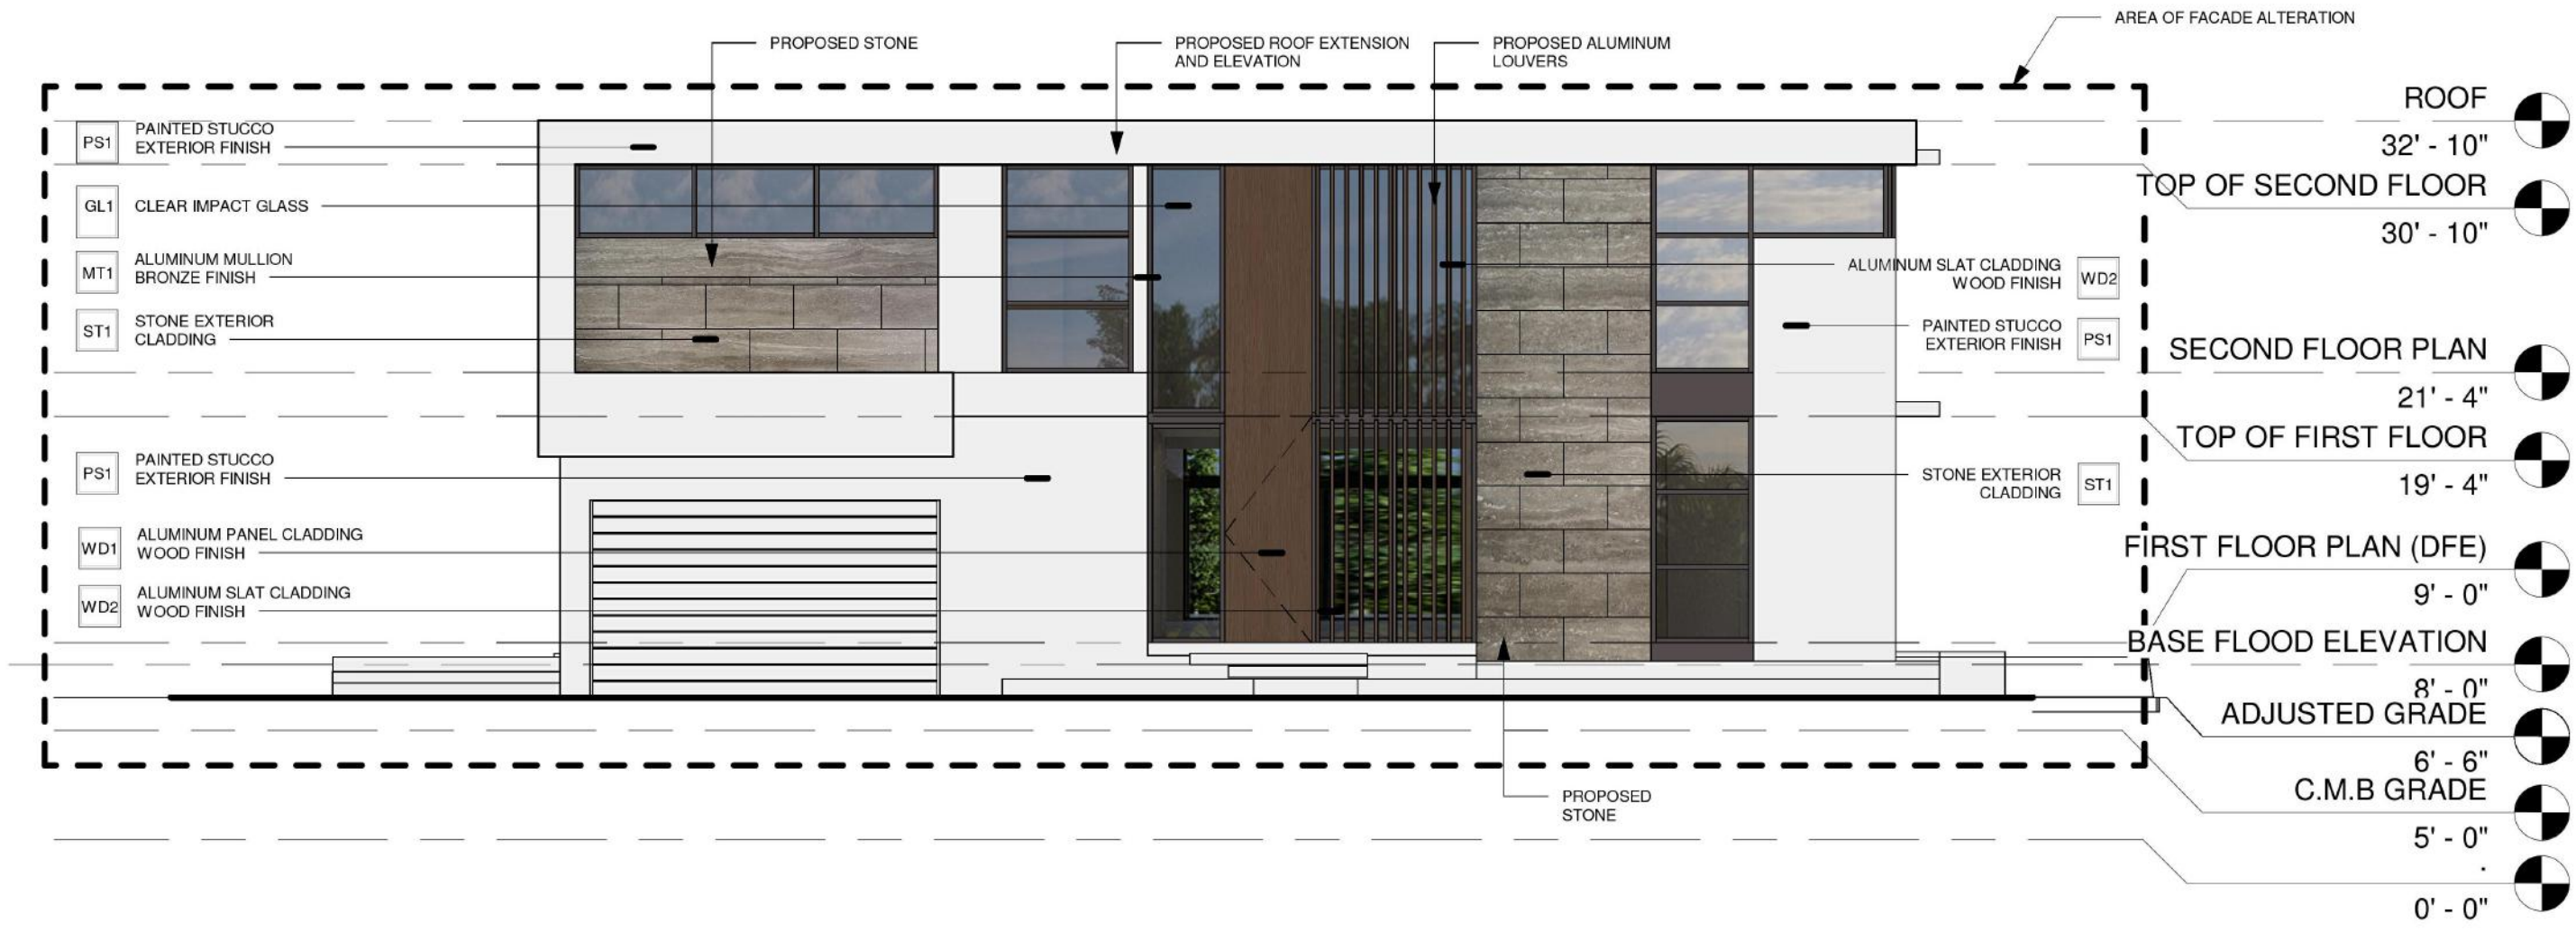 AREA OF FACADE ALTERATION
PROPOSED STONE
PROPOSED ROOF EXTENSION
AND ELEVATION
PROPOSED ALUMINUM
LOUVERS
PS1
PAINTED STUCCO
EXTERIOR FINISH
GL1
CLEAR IMPACT GLASS
MT1
ALUMINUM MULLION
BRONZE FINISH
ST1
STONE EXTERIOR
CLADDING
PS1
PAINTED STUCCO
EXTERIOR FINISH
WD1
ALUMINUM PANEL CLADDING
WOOD FINISH
WD2
ALUMINUM SLAT CLADDING
WOOD FINISH
ALUMINUM SLAT CLADDING
WOOD FINISH
WD2
PAINTED STUCCO
EXTERIOR FINISH
PS1
STONE EXTERIOR
CLADDING
ST1
PROPOSED
STONE
ROOF
32' - 10"
TOP OF SECOND FLOOR
30' - 10"
SECOND FLOOR PLAN
21' - 4"
TOP OF FIRST FLOOR
19' - 4"
FIRST FLOOR PLAN (DFE)
9' - 0"
BASE FLOOD ELEVATION
8' - 0"
ADJUSTED GRADE
6' - 6"
C.M.B GRADE
5' - 0"
.
0' - 0"